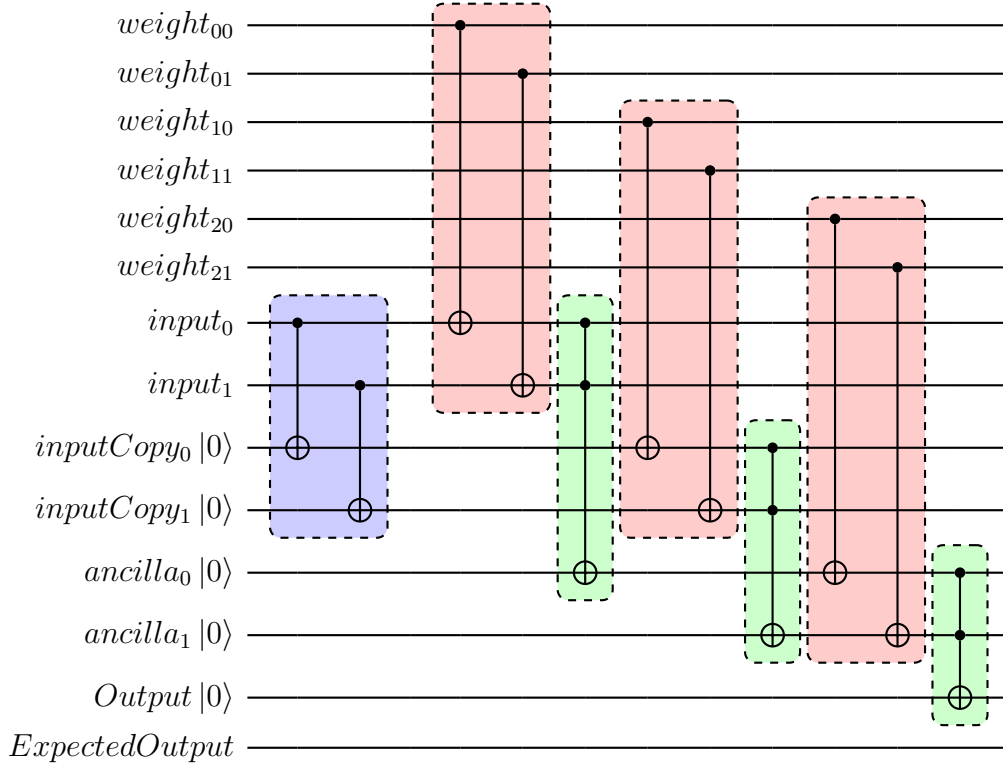 weight₀₀
weight₀₁
weight₁₀
weight₁₁
weight₂₀
weight₂₁
input₀
input₁
inputCopy₀ |0⟩
inputCopy₁ |0⟩
ancilla₀ |0⟩
ancilla₁ |0⟩
Output |0⟩
ExpectedOutput